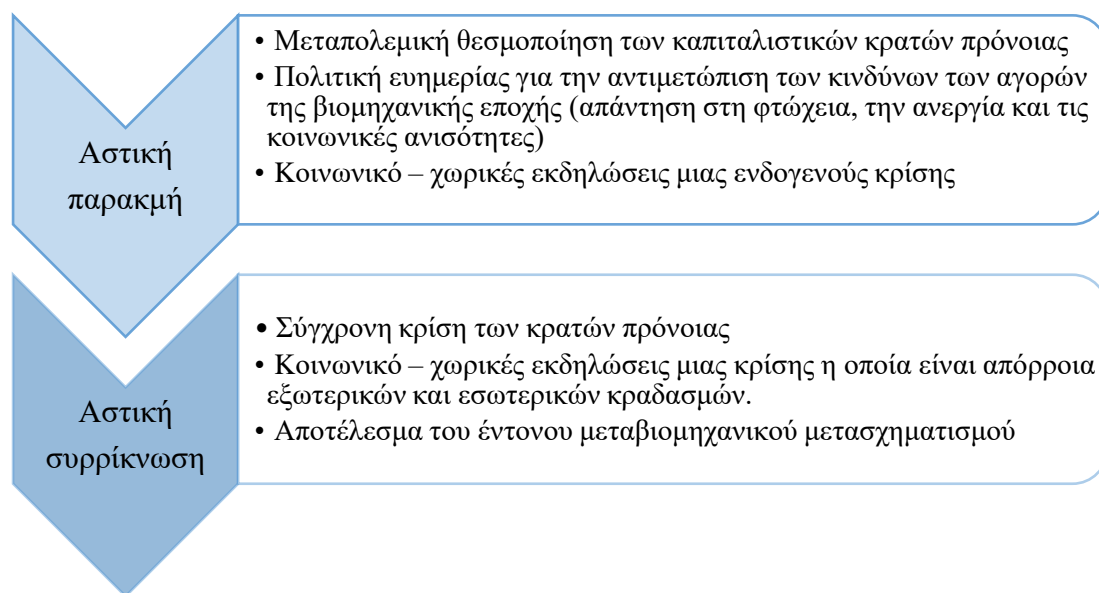 Αστική
παρακμή
• Μεταπολεμική θεσμοποίηση των καπιταλιστικών κρατών πρόνοιας
• Πολιτική ευημερίας για την αντιμετώπιση των κινδύνων των αγορών
της βιομηχανικής εποχής (απάντηση στη φτώχεια, την ανεργία και τις
κοινωνικές ανισότητες)
• Κοινωνικό – χωρικές εκδηλώσεις μιας ενδογενούς κρίσης
Αστική
συρρίκνωση
• Σύγχρονη κρίση των κρατών πρόνοιας
• Κοινωνικό – χωρικές εκδηλώσεις μιας κρίσης η οποία είναι απόρροια
εξωτερικών και εσωτερικών κραδασμών.
• Αποτέλεσμα του έντονου μεταβιομηχανικού μετασχηματισμού